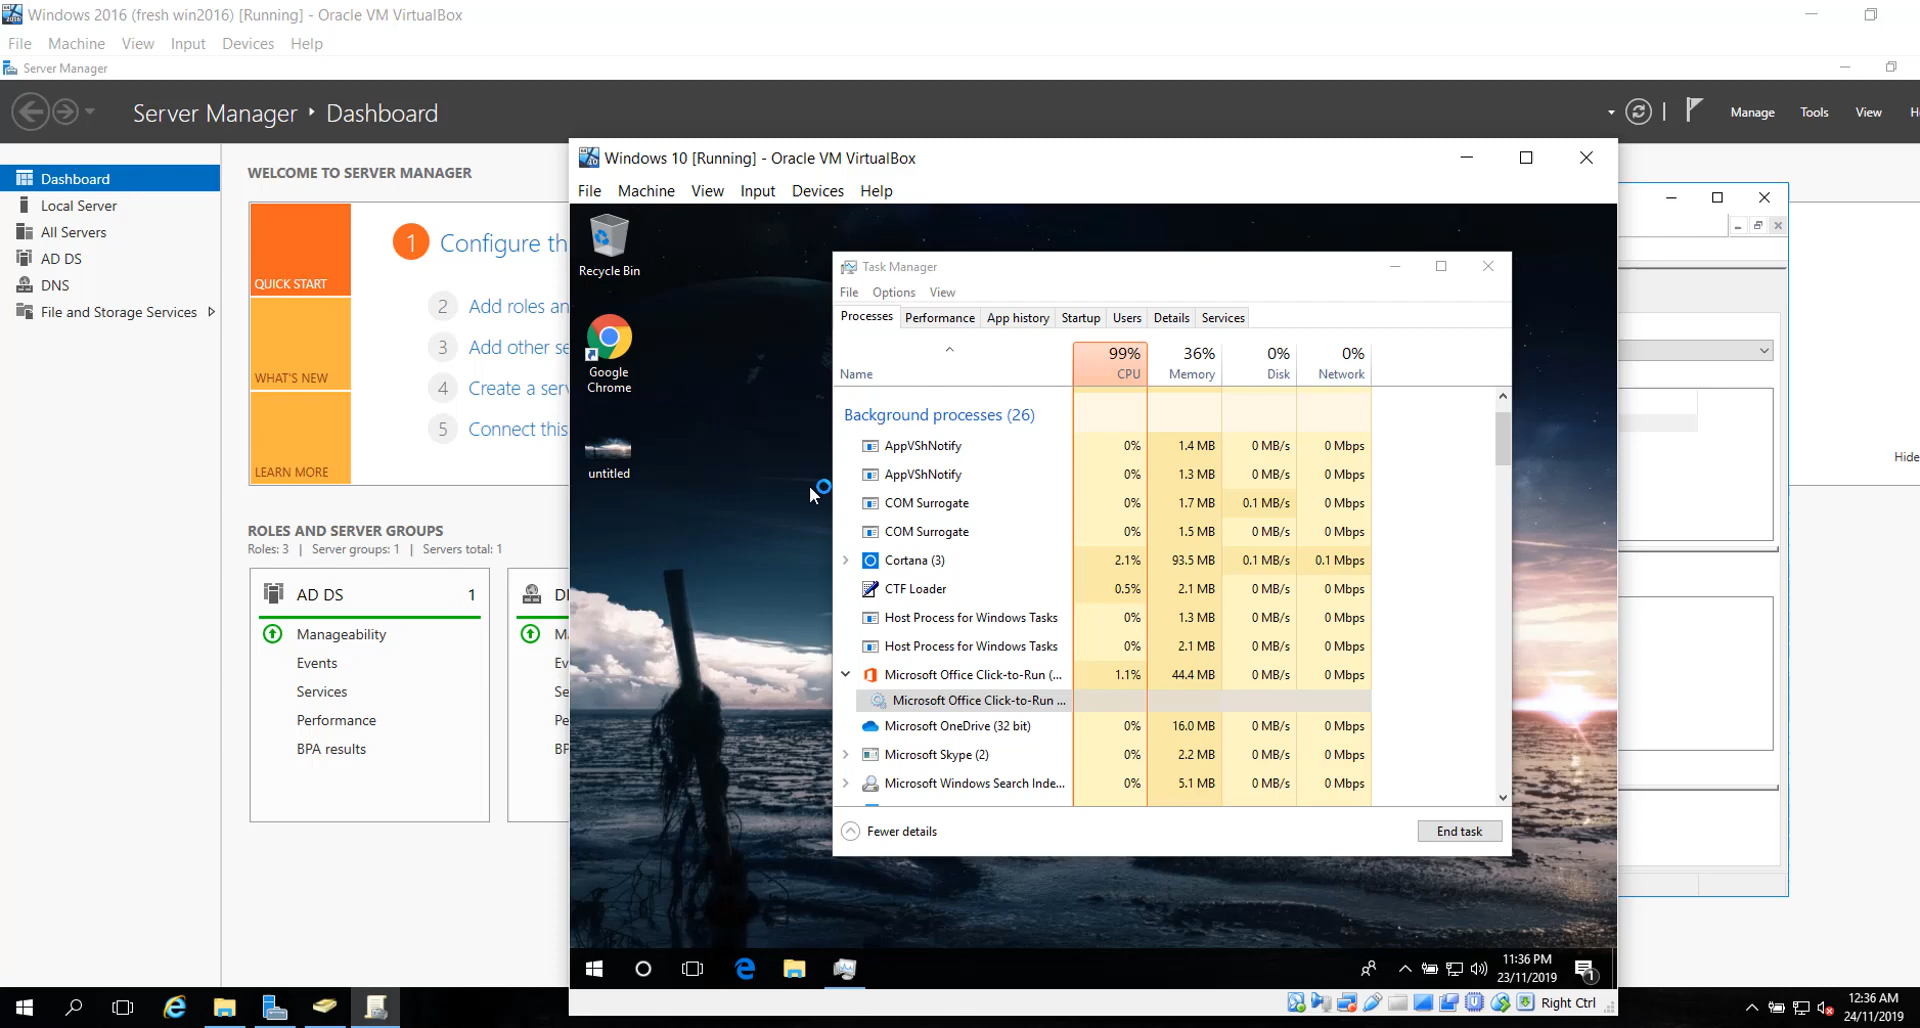 Windows 2016 (fresh win2016) [Running] - Oracle VM VirtualBox
File Machine View Input Devices Help
Server Manager
Server Manager Dashboard
Manage Tools View
Dashboard
Local Server
All Servers
AD DS
DNS
File and Storage Services
WELCOME TO SERVER MANAGER
QUICK START
WHAT'S NEW
LEARN MORE
1 Configure th
2 Add roles an
3 Add other se
4 Create a serv
5 Connect this
Hide
ROLES AND SERVER GROUPS
Roles: 3 | Server groups: 1 | Servers total: 1
AD DS 1
Manageability
Events
Services
Performance
BPA results
Windows 10 [Running] - Oracle VM VirtualBox
File Machine View Input Devices Help
Recycle Bin
Google
Chrome
untitled
Task Manager
File Options View
Processes Performance App history Startup Users Details Services
99% 36% 0% 0%
Name CPU Memory Disk Network
Background processes (26)
AppVShNotify 0% 1.4 MB 0 MB/s 0 Mbps
AppVShNotify 0% 1.3 MB 0 MB/s 0 Mbps
COM Surrogate 0% 1.7 MB 0.1 MB/s 0 Mbps
COM Surrogate 0% 1.5 MB 0 MB/s 0 Mbps
Cortana (3) 2.1% 93.5 MB 0.1 MB/s 0.1 Mbps
CTF Loader 0.5% 2.1 MB 0 MB/s 0 Mbps
Host Process for Windows Tasks 0% 1.3 MB 0 MB/s 0 Mbps
Host Process for Windows Tasks 0% 2.1 MB 0 MB/s 0 Mbps
Microsoft Office Click-to-Run (... 1.1% 44.4 MB 0 MB/s 0 Mbps
Microsoft Office Click-to-Run ...
Microsoft OneDrive (32 bit) 0% 16.0 MB 0 MB/s 0 Mbps
Microsoft Skype (2) 0% 2.2 MB 0 MB/s 0 Mbps
Microsoft Windows Search Inde... 0% 5.1 MB 0 MB/s 0 Mbps
Fewer details
End task
11:36 PM
23/11/2019
1
Right Ctrl
12:36 AM
24/11/2019